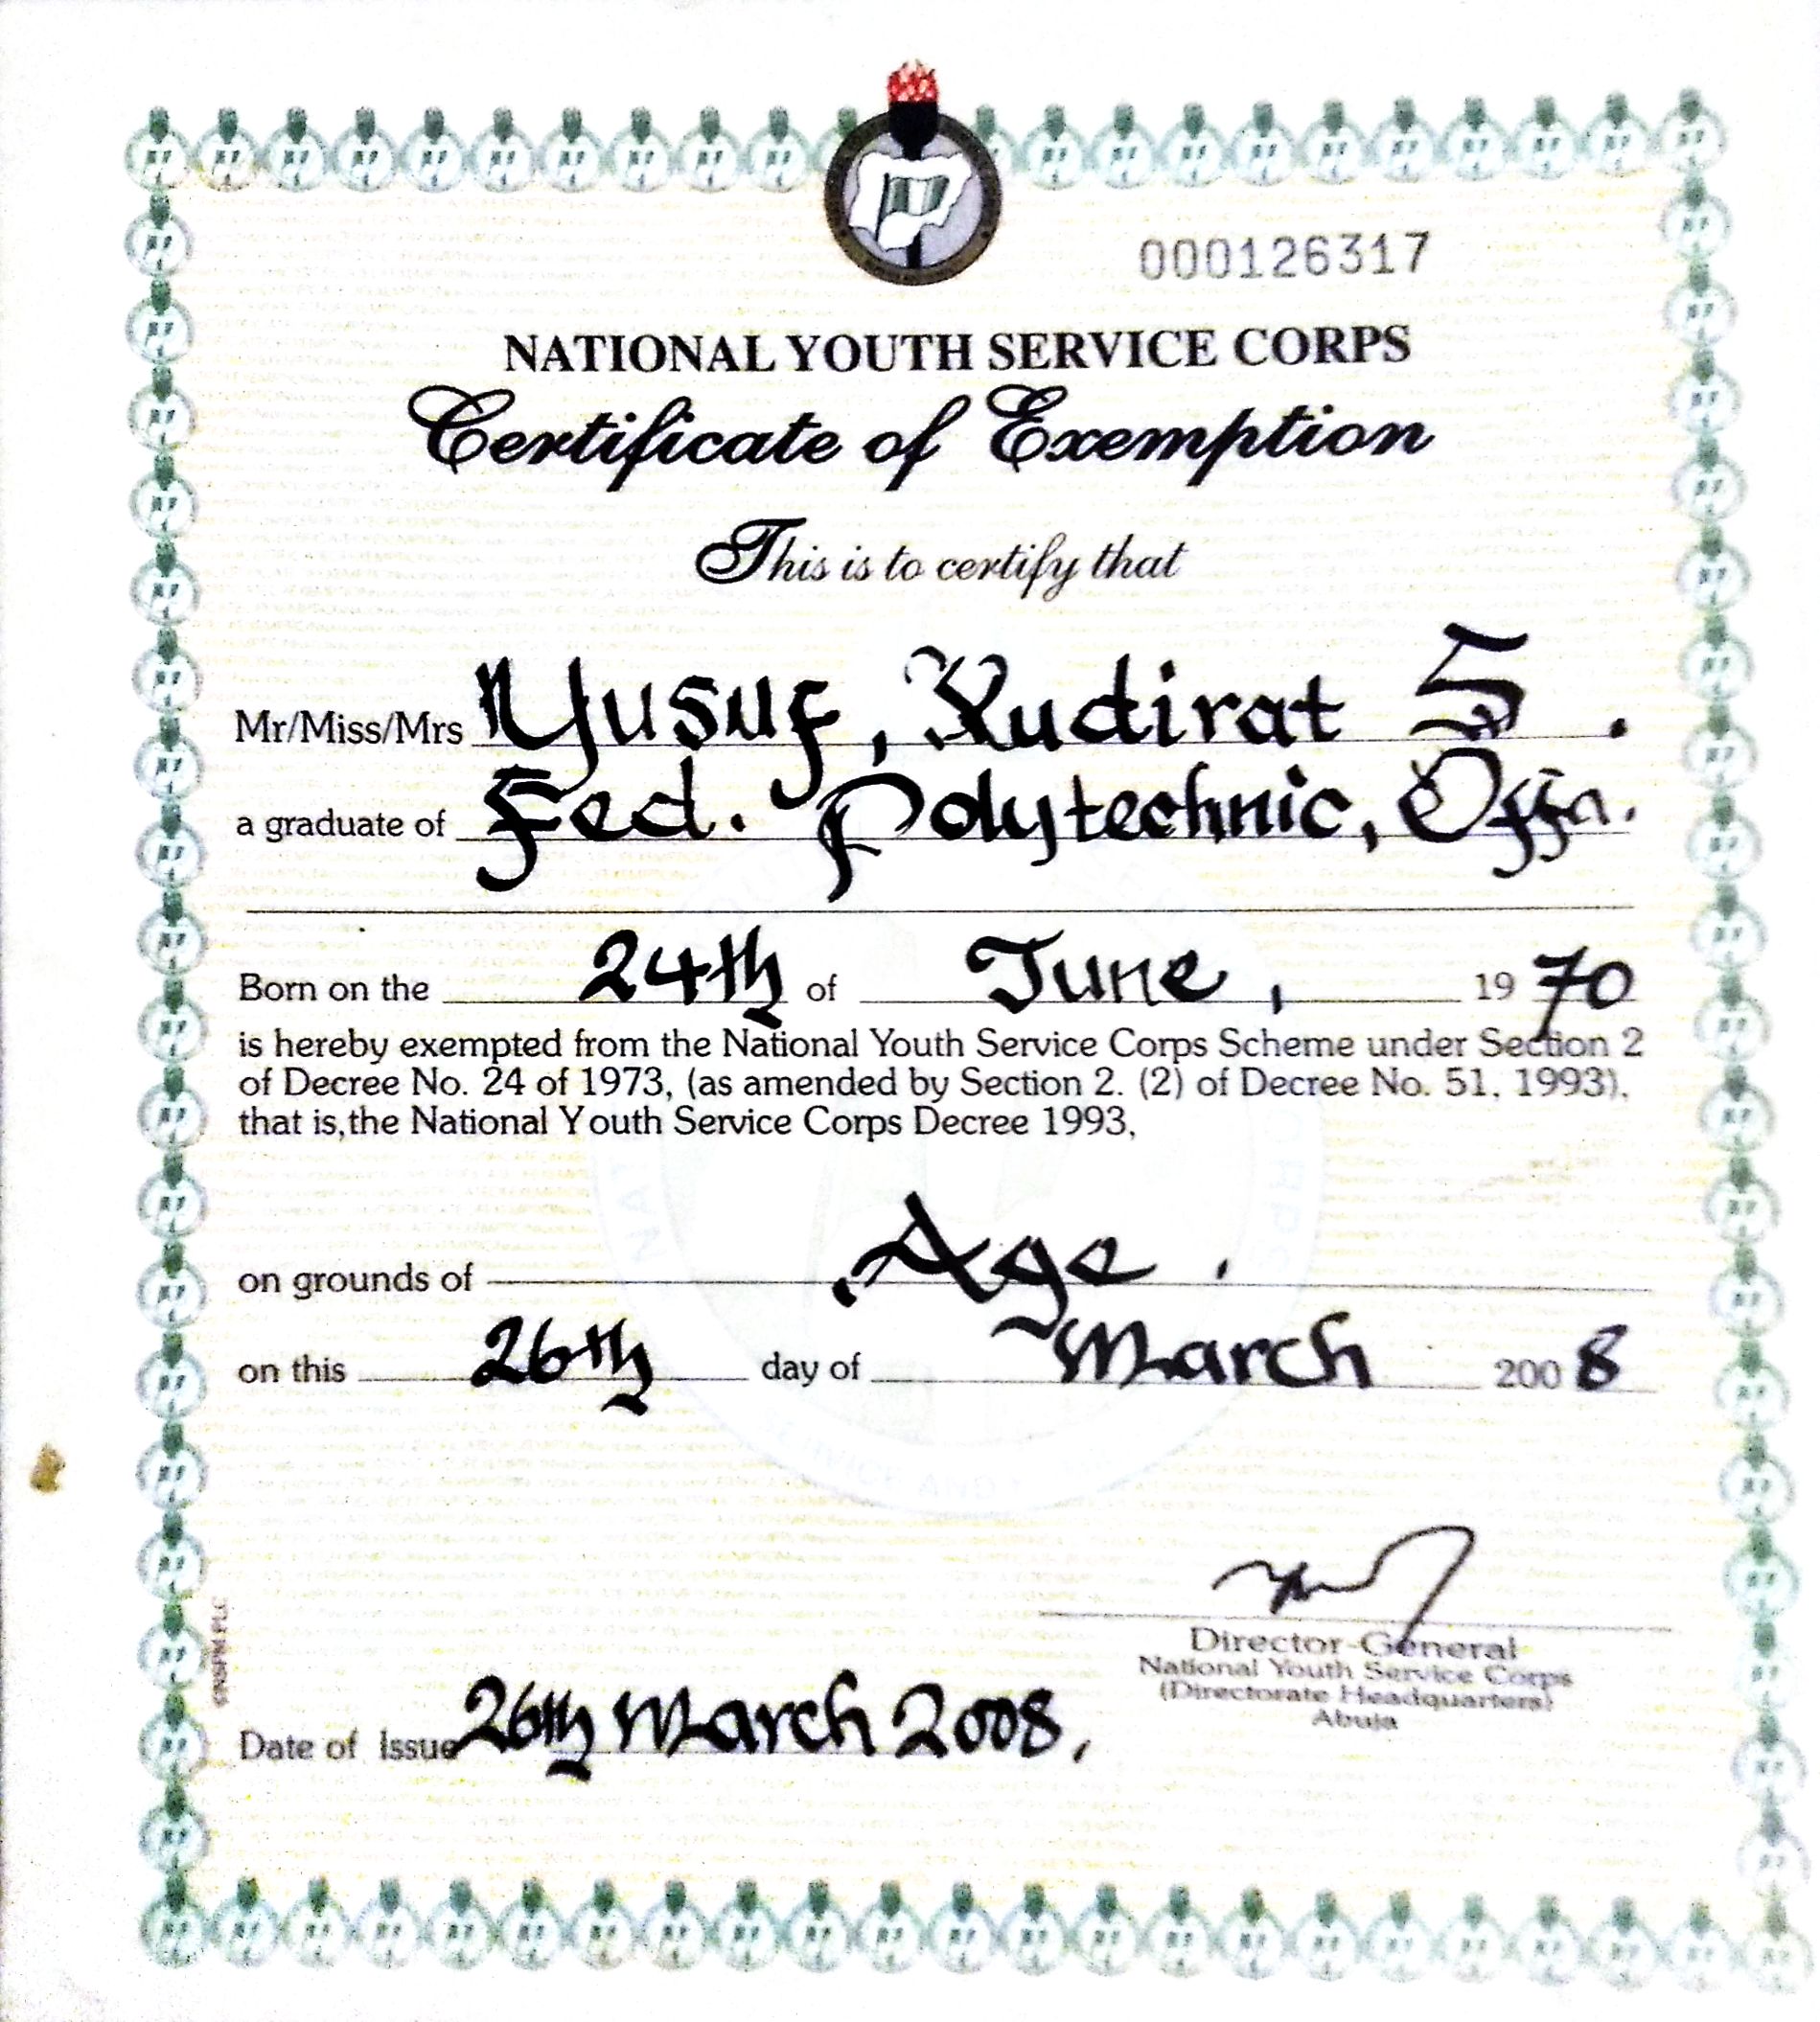 000126317
NATIONAL YOUTH SERVICE CORPS
Certificate of Exemption
This is to certify that
Mr/Miss/Mrs Yusuf, Kudirat S.
a graduate of Fed. Polytechnic, Offa.
Born on the 24th of June, 1970
is hereby exempted from the National Youth Service Corps Scheme under Section 2
of Decree No. 24 of 1973, (as amended by Section 2. (2) of Decree No. 51, 1993),
that is, the National Youth Service Corps Decree 1993,
on grounds of Age.
on this 26th day of March 2008
Director-General
National Youth Service Corps
(Directorate Headquarters)
Abuja
Date of Issue 26th March 2008,